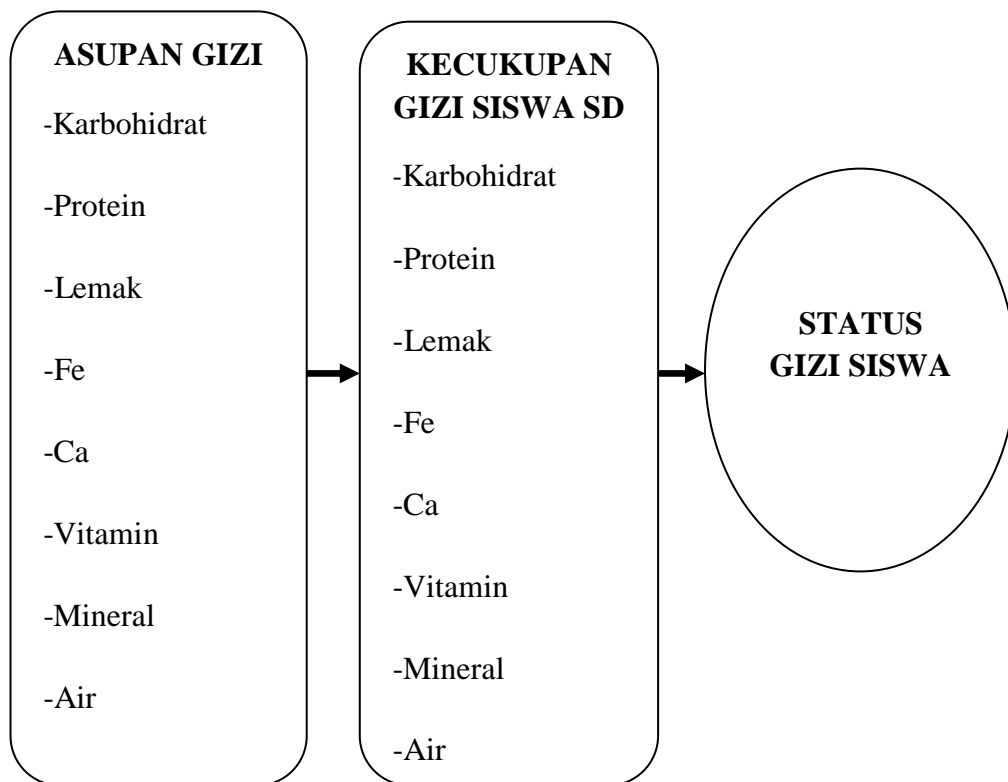 ASUPAN GIZI
-Karbohidrat
-Protein
-Lemak
-Fe
-Ca
-Vitamin
-Mineral
-Air
KECUKUPAN
GIZI SISWA SD
-Karbohidrat
-Protein
-Lemak
-Fe
-Ca
-Vitamin
-Mineral
-Air
STATUS
GIZI SISWA